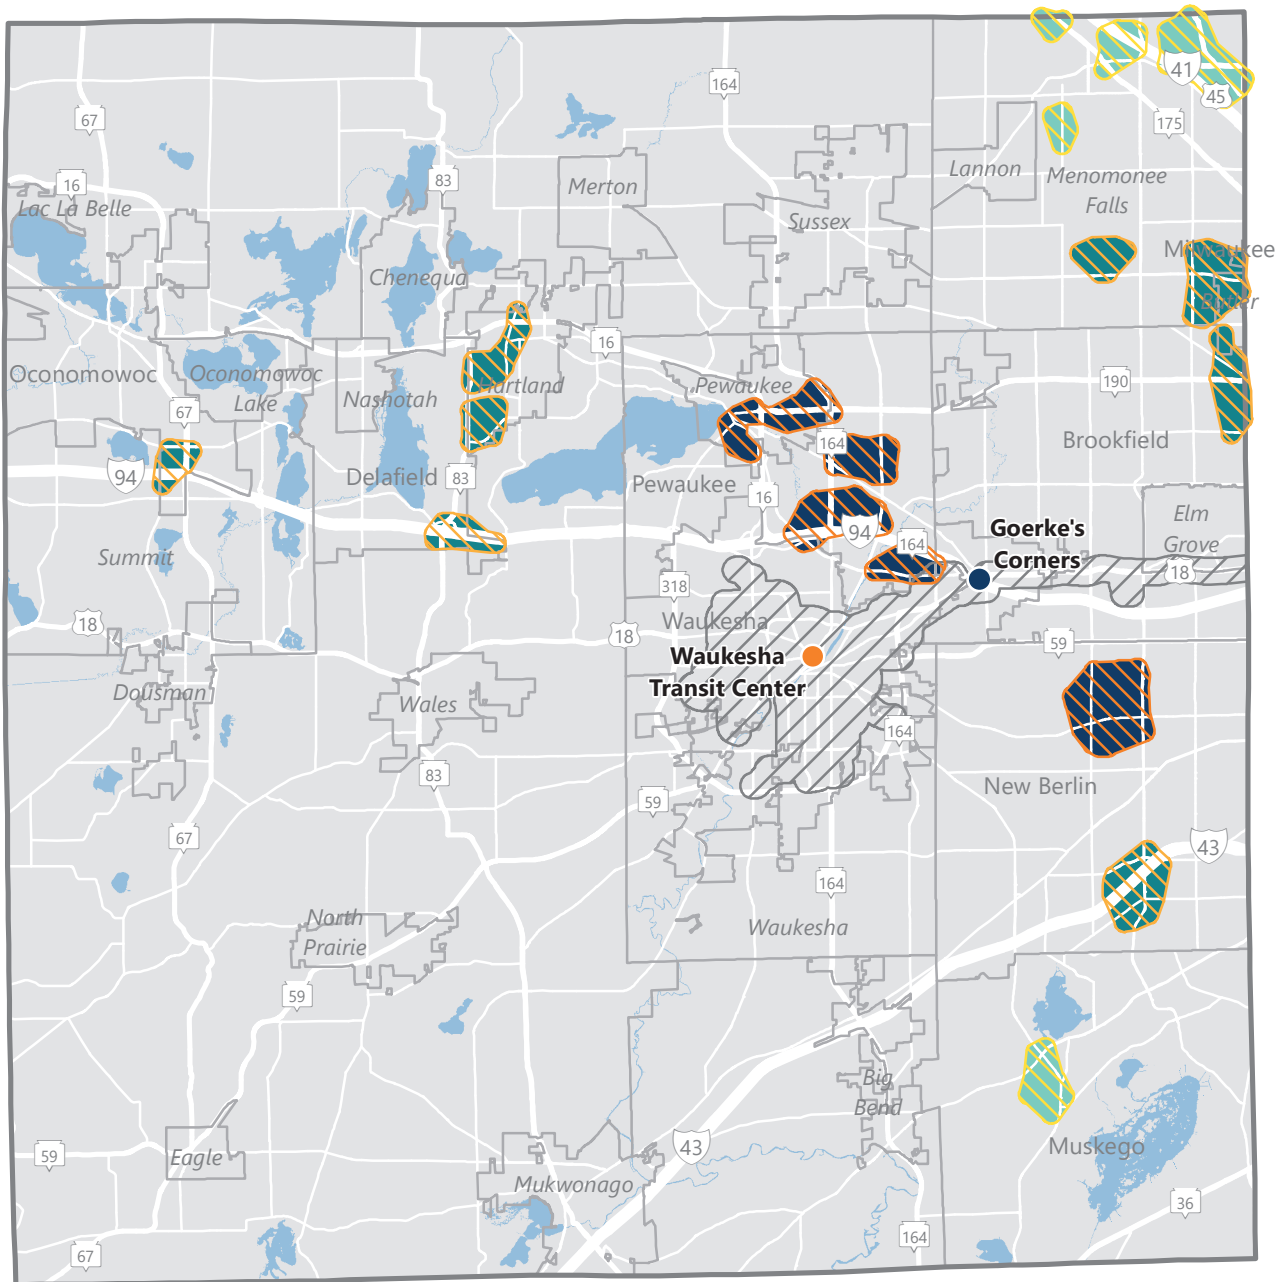 41
45
164
67
175
Lannon
Menomonee
Falls
83
Merton
16
Lac La Belle
Sussex
Milwaukee
Butler
Chenequa
16
Oconomowoc
Oconomowoc
Lake
Nashotah
Hartland
Pewaukee
190
67
164
Brookfield
94
Delafield
83
Pewaukee
16
Elm
Grove
94
164
Goerke's
Corners
Summit
18
318
18
18
Waukesha
59
Waukesha
Transit Center
Dousman
Wales
164
83
59
New Berlin
67
43
164
North
Prairie
Waukesha
59
Big
Bend
59
Eagle
43
Muskego
Mukwonago
36
67
164